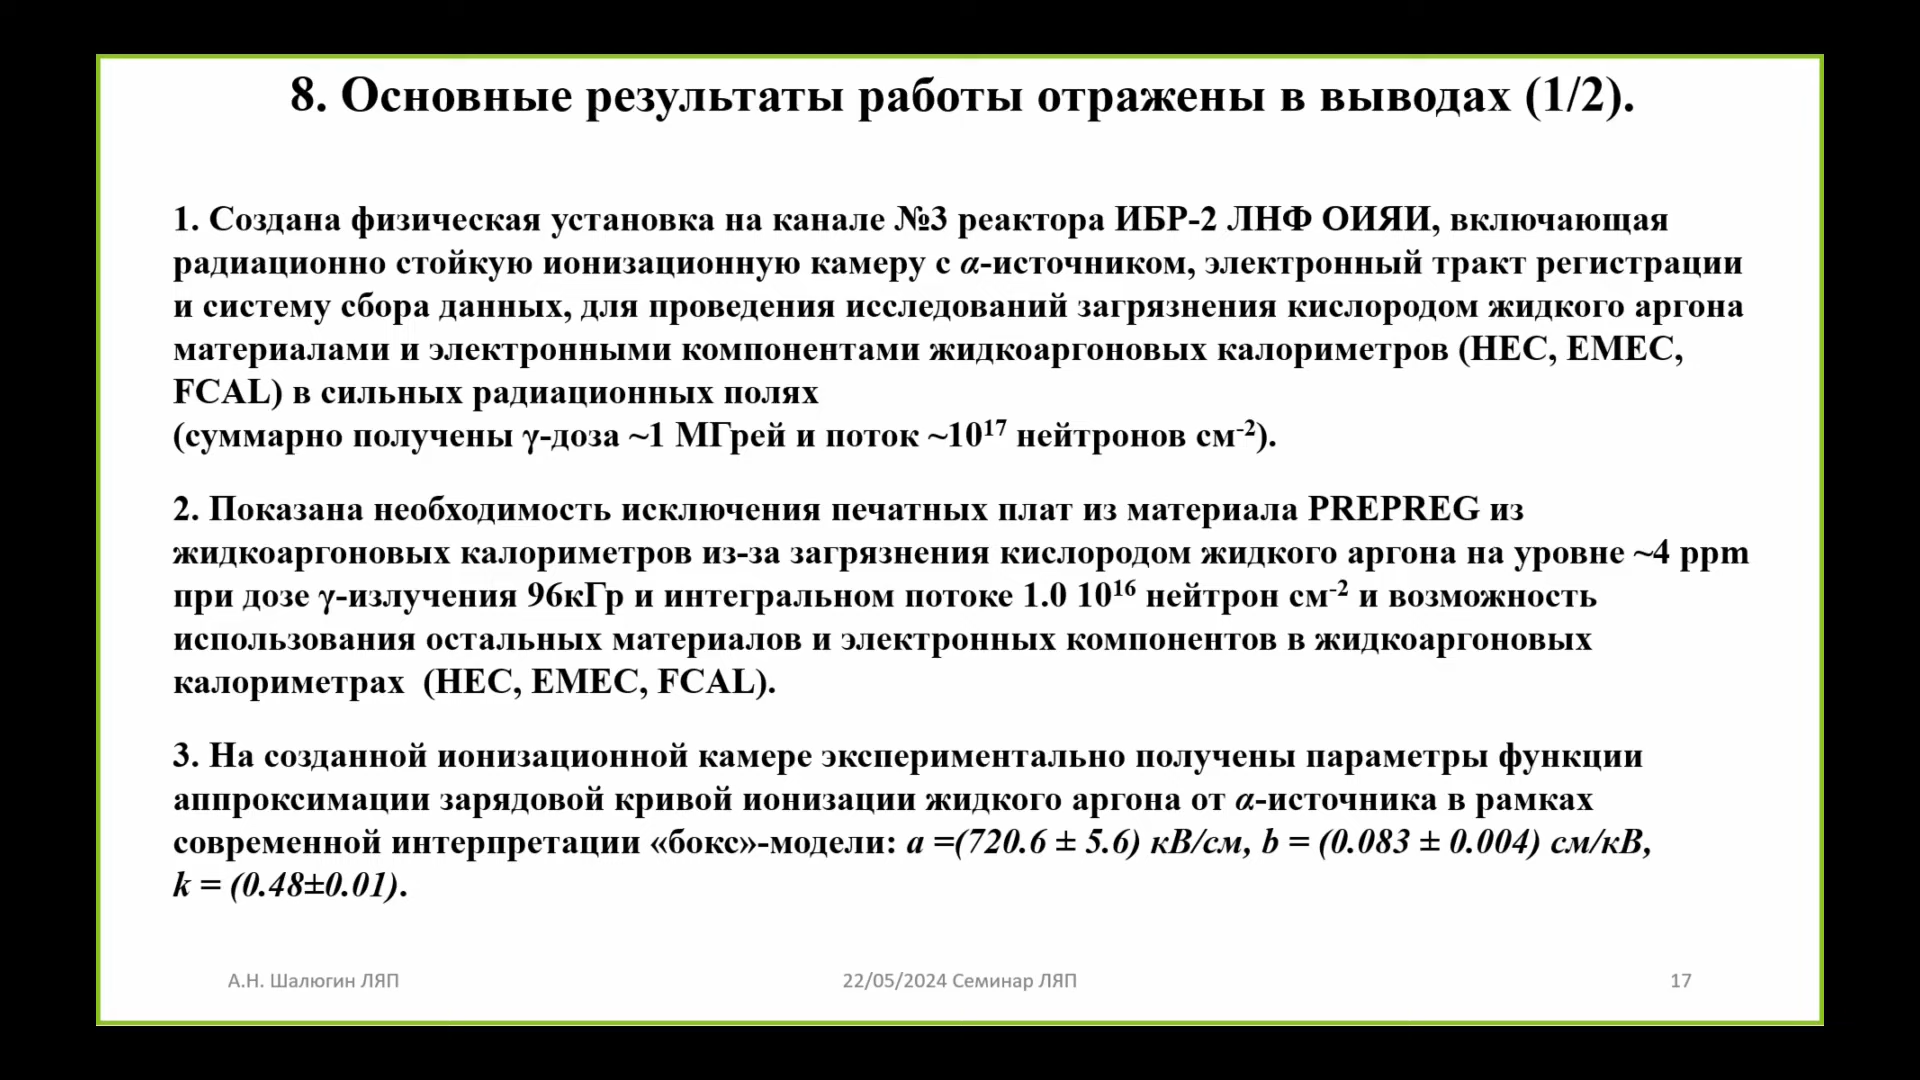 8. Основные результаты работы отражены в выводах (1/2).
1. Создана физическая установка на канале №3 реактора ИБР-2 ЛНФ ОИЯИ, включающая
радиационно стойкую ионизационную камеру с α-источником, электронный тракт регистрации
и систему сбора данных, для проведения исследований загрязнения кислородом жидкого аргона
материалами и электронными компонентами жидкоаргоновых калориметров (HEC, EMEC,
FCAL) в сильных радиационных полях
(суммарно получены γ-доза ~1 МГрей и поток ~10¹⁷ нейтронов см⁻²).
2. Показана необходимость исключения печатных плат из материала PREPREG из
жидкоаргоновых калориметров из-за загрязнения кислородом жидкого аргона на уровне ~4 ppm
при дозе γ-излучения 96кГр и интегральном потоке 1.0 10¹⁶ нейтрон см⁻² и возможность
использования остальных материалов и электронных компонентов в жидкоаргоновых
калориметрах (HEC, EMEC, FCAL).
3. На созданной ионизационной камере экспериментально получены параметры функции
аппроксимации зарядовой кривой ионизации жидкого аргона от α-источника в рамках
современной интерпретации «бокс»-модели: a =(720.6 ± 5.6) кВ/см, b = (0.083 ± 0.004) см/кВ,
k = (0.48±0.01).
А.Н. Шалюгин ЛЯП
22/05/2024 Семинар ЛЯП
17